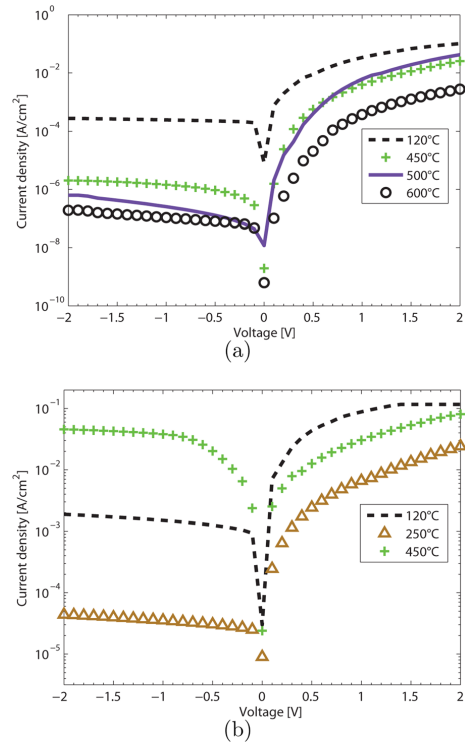 10^0
10^-2
10^-4
10^-6
10^-8
10^-10
Current density [A/cm^2]
120°C
450°C
500°C
600°C
-2 -1.5 -1 -0.5 0 0.5 1 1.5 2
Voltage [V]
(a)
10^-1
10^-2
10^-3
10^-4
10^-5
Current density [A/cm^2]
120°C
250°C
450°C
-2 -1.5 -1 -0.5 0 0.5 1 1.5 2
Voltage [V]
(b)